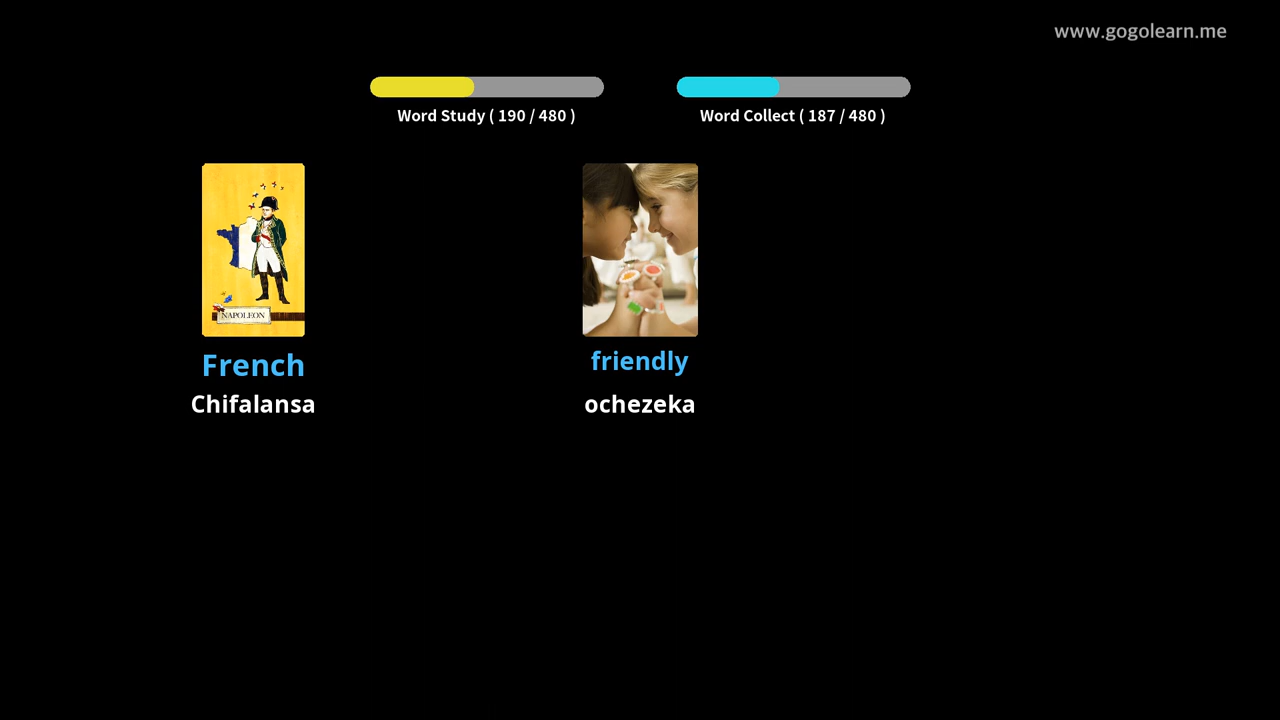 www.gogolearn.me
Word Study ( 190 / 480 )
Word Collect ( 187 / 480 )
NAPOLEON
French
friendly
Chifalansa
ochezeka